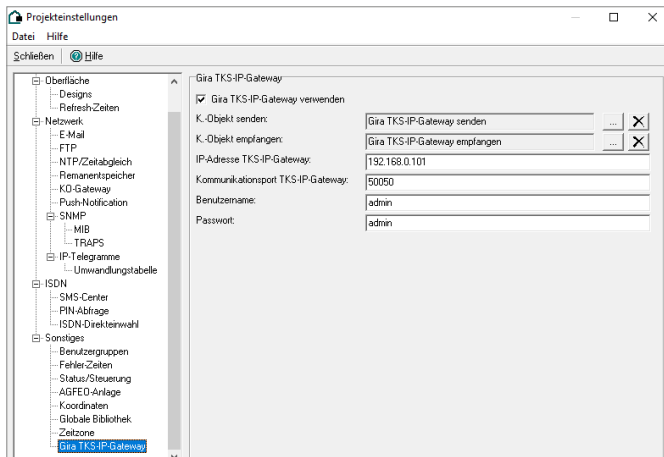 Projekteinstellungen
Datei Hilfe
Schließen Hilfe
Oberfläche
Designs
Refresh-Zeiten
Netzwerk
E-Mail
FTP
NTP/Zeitabgleich
Remanentspeicher
KO-Gateway
Push-Notification
SNMP
MIB
TRAPS
IP-Telegramme
Umwandlungstabelle
ISDN
SMS-Center
PIN-Abfrage
ISDN-Direkteinwahl
Sonstiges
Benutzergruppen
Fehler-Zeiten
Status/Steuerung
AGFEO-Anlage
Koordinaten
Globale Bibliothek
Zeitzone
Gira TKS-IP-Gateway
Gira TKS-IP-Gateway
Gira TKS-IP-Gateway verwenden
K.-Objekt senden: Gira TKS-IP-Gateway senden ...
K.-Objekt empfangen: Gira TKS-IP-Gateway empfangen ...
IP-Adresse TKS-IP-Gateway: 192.168.0.101
Kommunikationsport TKS-IP-Gateway: 50050
Benutzername: admin
Passwort: admin